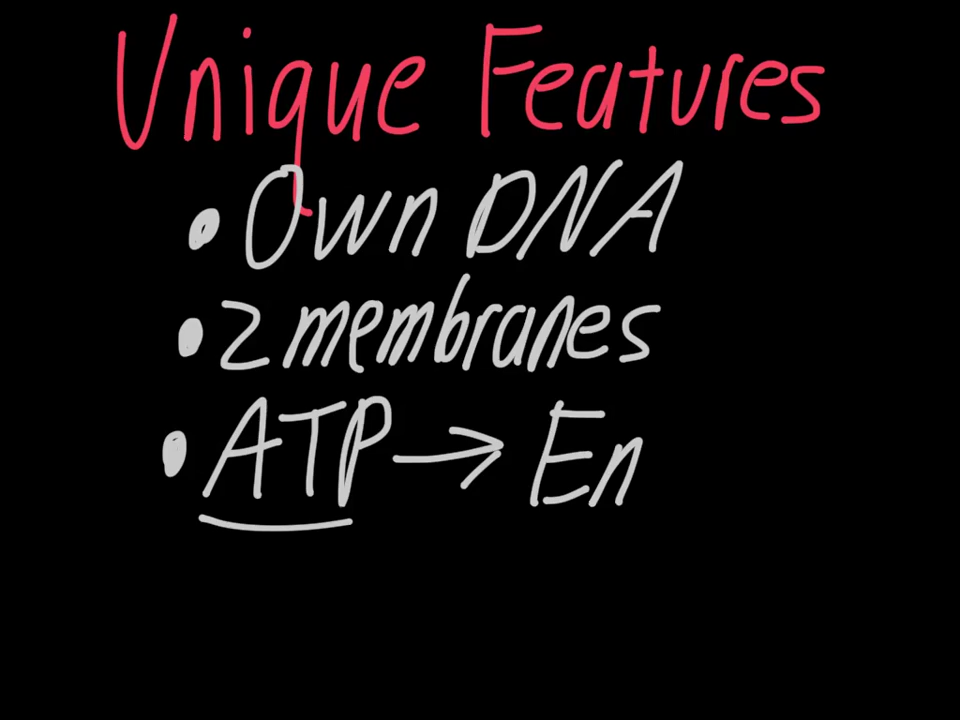 Unique Features
• Own DNA
• 2 membranes
• ATP → En